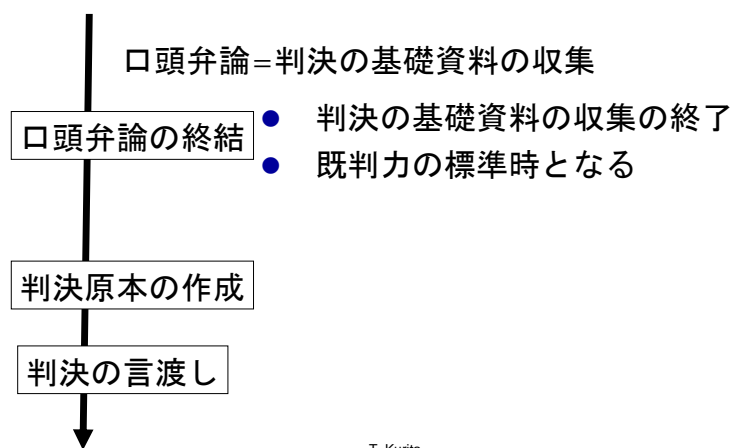 口頭弁論=判決の基礎資料の収集
口頭弁論の終結
● 判決の基礎資料の収集の終了
● 既判力の標準時となる
判決原本の作成
判決の言渡し
T. Kurita